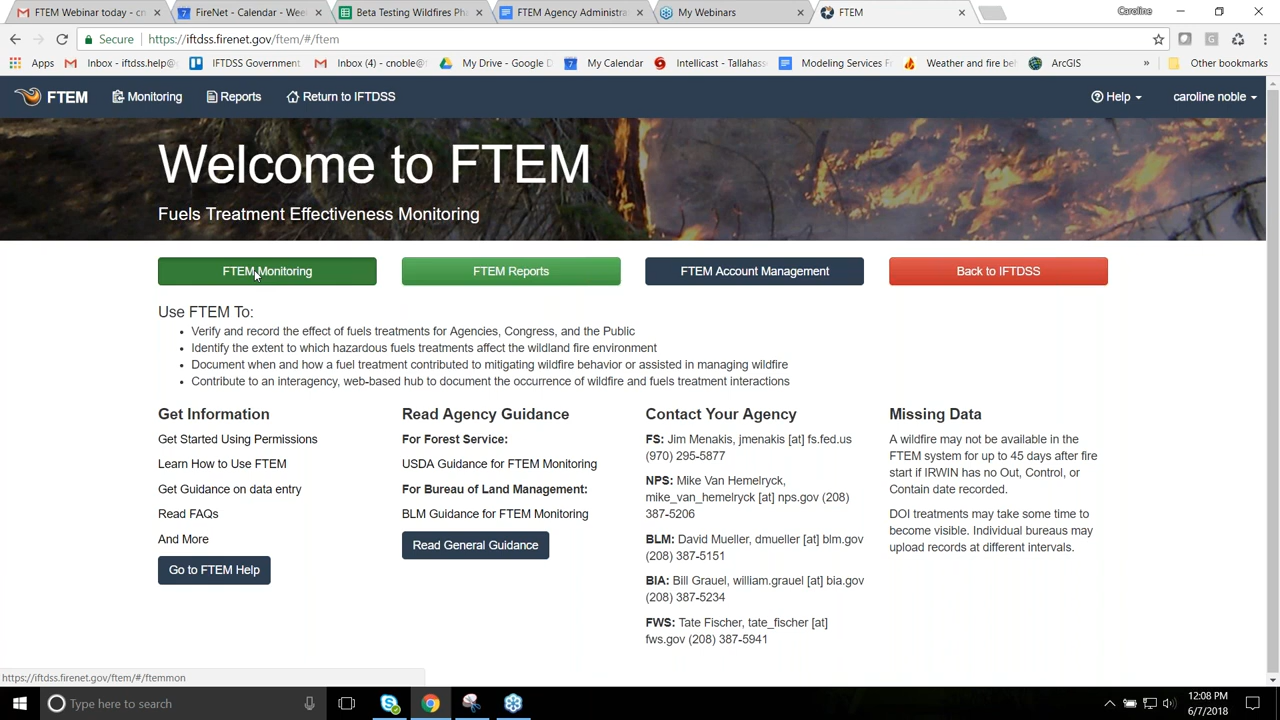 FTEM Webinar today - cn
FireNet - Calendar - Wee
Beta Testing Wildfires Ph
FTEM Agency Administra
My Webinars
FTEM
Caroline
Secure
https://iftdss.firenet.gov/ftem/#/ftem
Apps
Inbox - iftdss.help@
IFTDSS Government
Inbox (4) - cnoble@f
My Drive - Google D
My Calendar
Intellicast - Tallahas
Modeling Services F
Weather and fire beh
ArcGIS
»
Other bookmarks
FTEM
Monitoring
Reports
Return to IFTDSS
Help
caroline noble
Welcome to FTEM
Fuels Treatment Effectiveness Monitoring
FTEM Monitoring
FTEM Reports
FTEM Account Management
Back to IFTDSS
Use FTEM To:
• Verify and record the effect of fuels treatments for Agencies, Congress, and the Public
• Identify the extent to which hazardous fuels treatments affect the wildland fire environment
• Document when and how a fuel treatment contributed to mitigating wildfire behavior or assisted in managing wildfire
• Contribute to an interagency, web-based hub to document the occurrence of wildfire and fuels treatment interactions
Get Information
Get Started Using Permissions
Learn How to Use FTEM
Get Guidance on data entry
Read FAQs
And More
Go to FTEM Help
Read Agency Guidance
For Forest Service:
USDA Guidance for FTEM Monitoring
For Bureau of Land Management:
BLM Guidance for FTEM Monitoring
Read General Guidance
Contact Your Agency
FS: Jim Menakis, jmenakis [at] fs.fed.us
(970) 295-5877
NPS: Mike Van Hemelryck,
mike_van_hemelryck [at] nps.gov (208)
387-5206
BLM: David Mueller, dmueller [at] blm.gov
(208) 387-5151
BIA: Bill Grauel, william.grauel [at] bia.gov
(208) 387-5234
FWS: Tate Fischer, tate_fischer [at]
fws.gov (208) 387-5941
Missing Data
A wildfire may not be available in the
FTEM system for up to 45 days after fire
start if IRWIN has no Out, Control, or
Contain date recorded.
DOI treatments may take some time to
become visible. Individual bureaus may
upload records at different intervals.
https://iftdss.firenet.gov/ftem/#/ftemmon
Type here to search
12:08 PM
6/7/2018